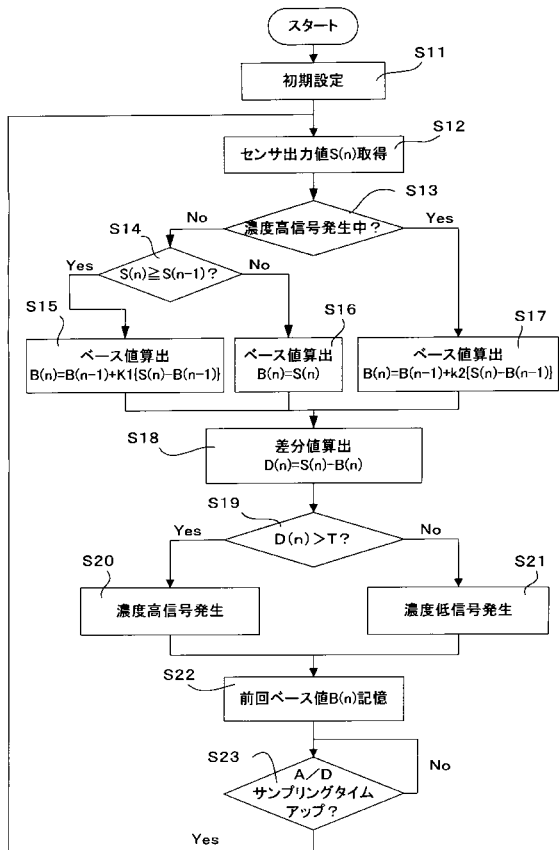 スタート
S11
初期設定
S12
センサ出力値S(n)取得
S13
濃度高信号発生中?
No
Yes
S14
S(n)≧S(n-1)?
Yes
No
S15
ベース値算出
B(n)=B(n-1)+K1{S(n)-B(n-1)}
S16
ベース値算出
B(n)=S(n)
S17
ベース値算出
B(n)=B(n-1)+k2{S(n)-B(n-1)}
S18
差分値算出
D(n)=S(n)-B(n)
S19
D(n)>T?
Yes
No
S20
濃度高信号発生
S21
濃度低信号発生
S22
前回ベース値B(n)記憶
S23
A/D
サンプリングタイム
アップ?
No
Yes